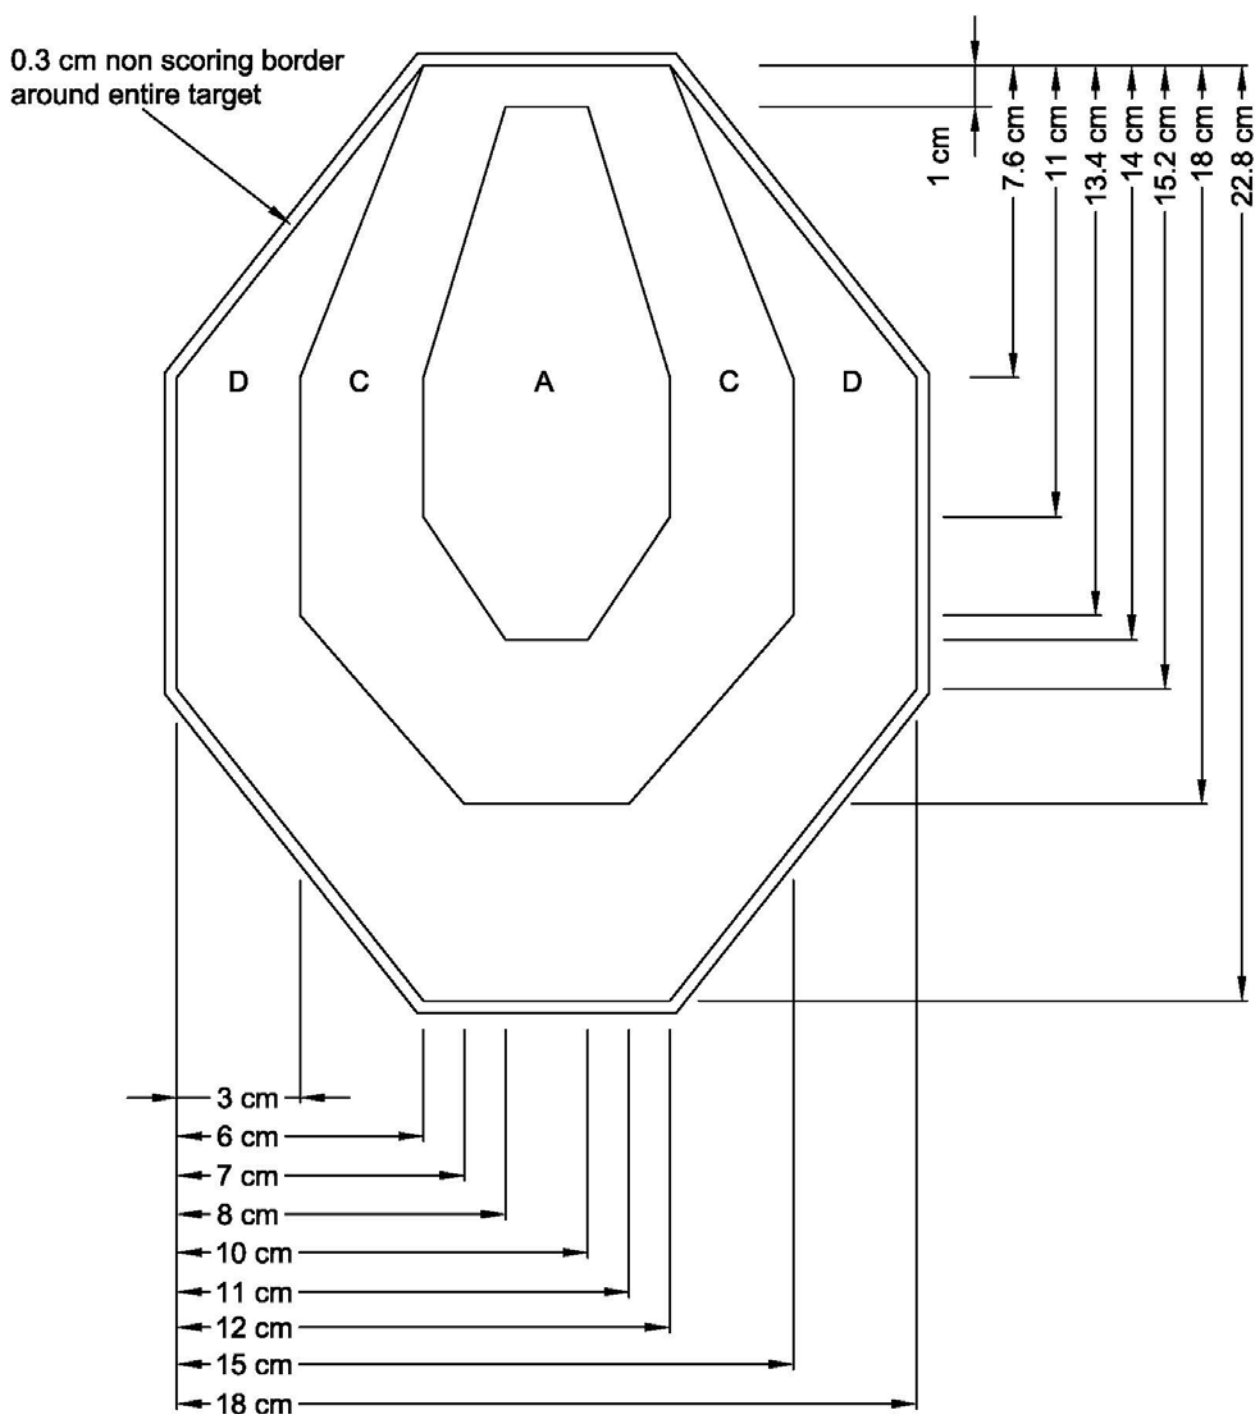 0.3 cm non scoring border
around entire target
1 cm
7.6 cm
11 cm
13.4 cm
14 cm
15.2 cm
18 cm
22.8 cm
D
C
A
C
D
3 cm
6 cm
7 cm
8 cm
10 cm
11 cm
12 cm
15 cm
18 cm